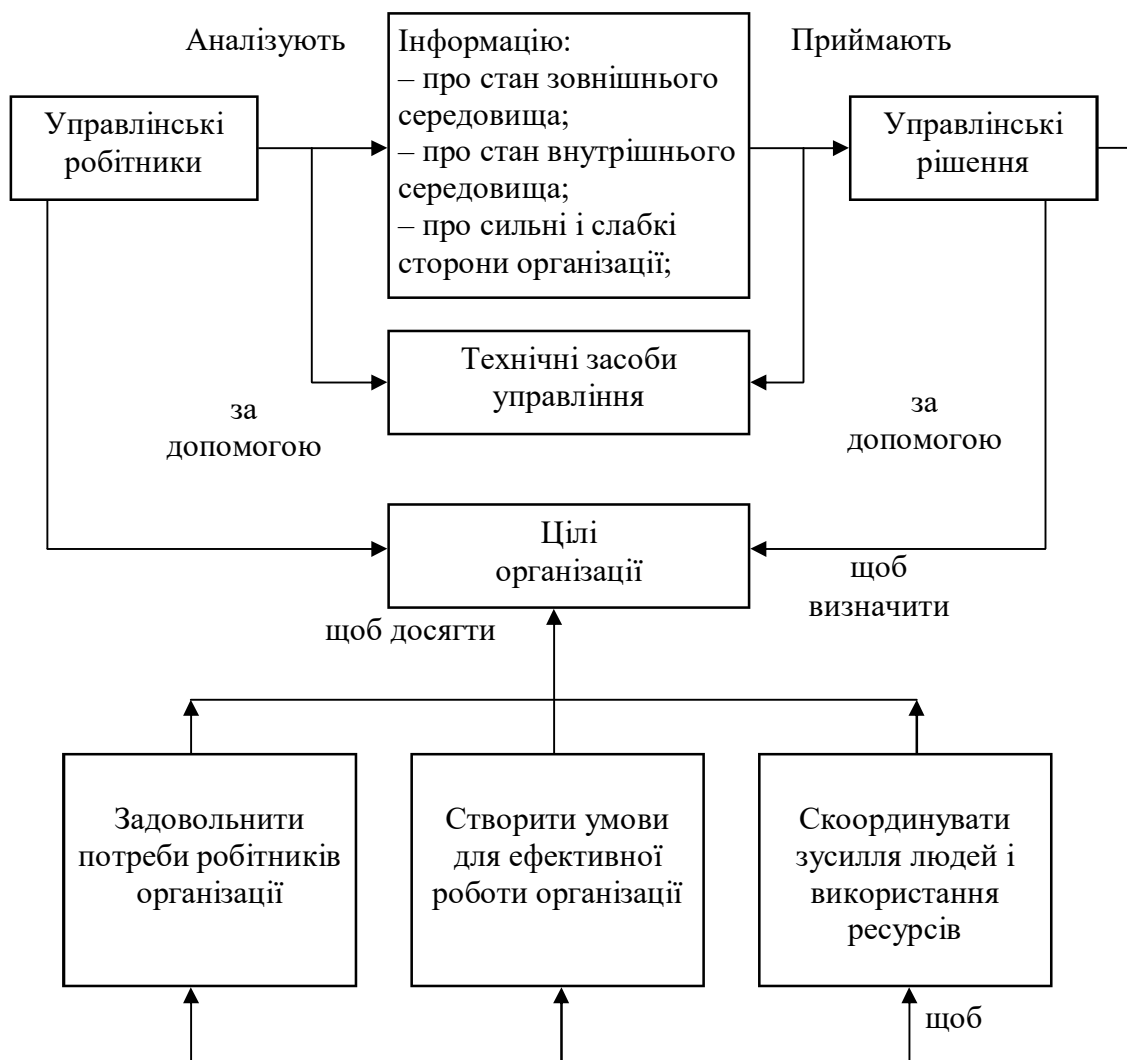 Аналізують
Інформацію:
– про стан зовнішнього
середовища;
– про стан внутрішнього
середовища;
– про сильні і слабкі
сторони організації;
Приймають
Управлінські
робітники
Управлінські
рішення
Технічні засоби
управління
за
допомогою
за
допомогою
Цілі
організації
щоб
визначити
щоб досягти
Задовольнити
потреби робітників
організації
Створити умови
для ефективної
роботи організації
Скоординувати
зусилля людей і
використання
ресурсів
щоб